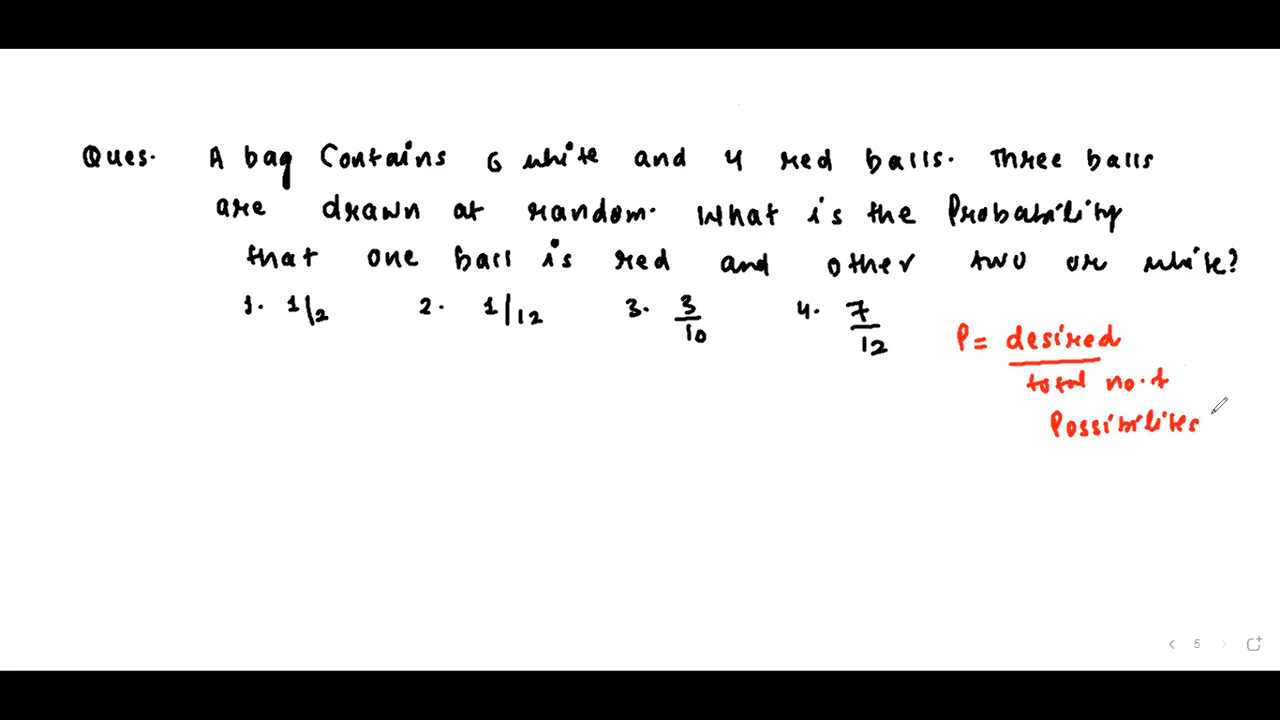 Ques. A bag Contains 6 white and 4 red balls. Three balls
are drawn at random. What is the Probability
that one ball is red and other two or white?
1. 1/2 2. 1/12 3. 3/10 4. 7/12
P = desired
total no. of
Possibilites
5